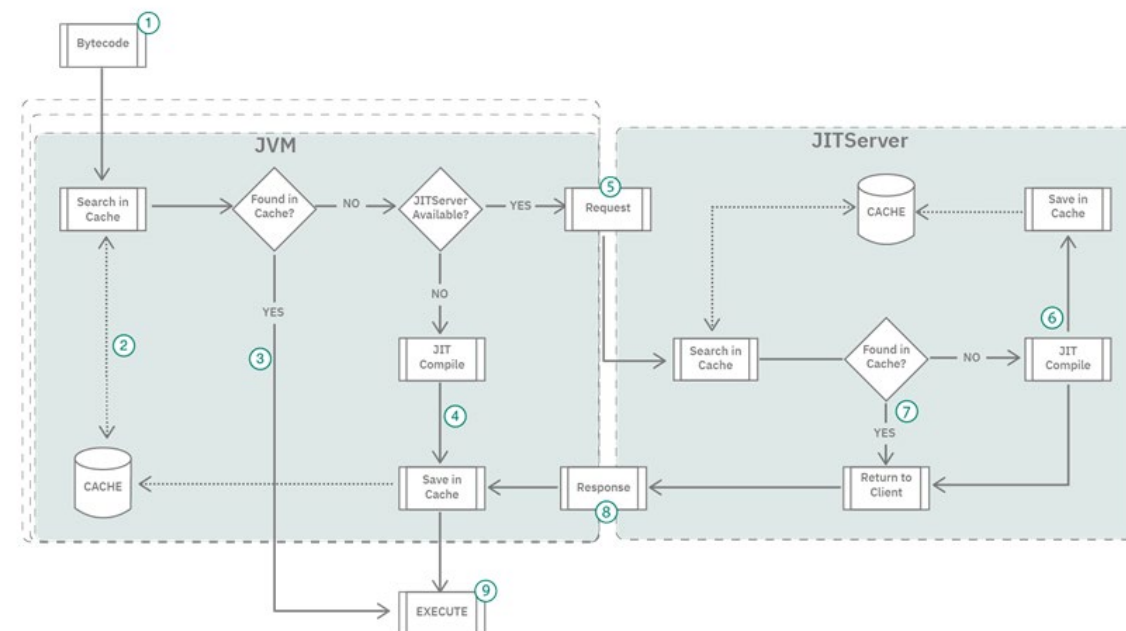 1
Bytecode
JVM
JITServer
Search in
Cache
Found in
Cache?
NO
JITServer
Available?
YES
5
Request
CACHE
Save in
Cache
YES
NO
2
3
JIT
Compile
4
Search in
Cache
Found in
Cache?
NO
6
JIT
Compile
7
YES
CACHE
Save in
Cache
Response
8
Return to
Client
9
EXECUTE